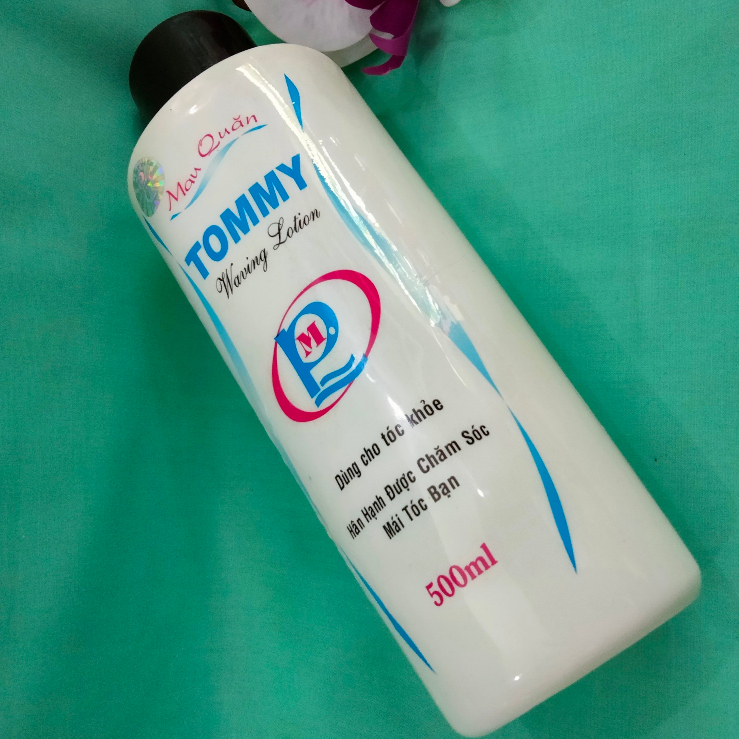 Mau Quăn
TOMMY
Waving Lotion
P.
M
Dùng cho tóc khỏe
Hân Hạnh Được Chăm Sóc
Mái Tóc Bạn
500ml